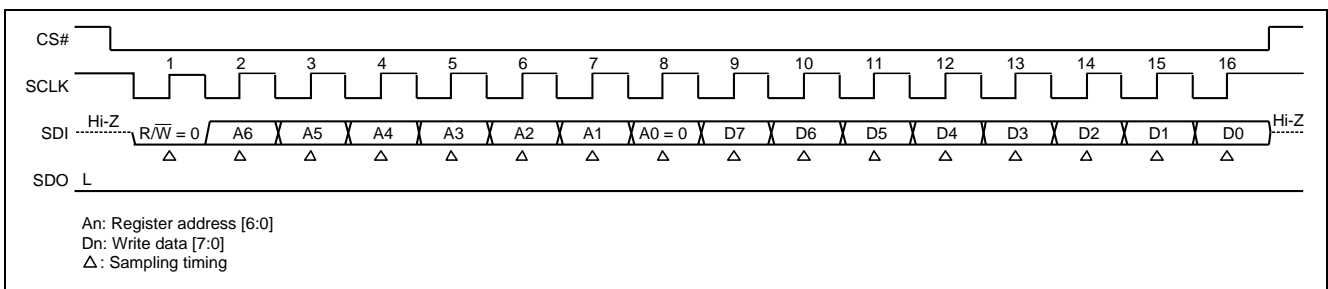 CS#
1 2 3 4 5 6 7 8 9 10 11 12 13 14 15 16
SCLK
Hi-Z Hi-Z
SDI R/W̅ = 0 A6 A5 A4 A3 A2 A1 A0 = 0 D7 D6 D5 D4 D3 D2 D1 D0
SDO L
An: Register address [6:0]
Dn: Write data [7:0]
△: Sampling timing